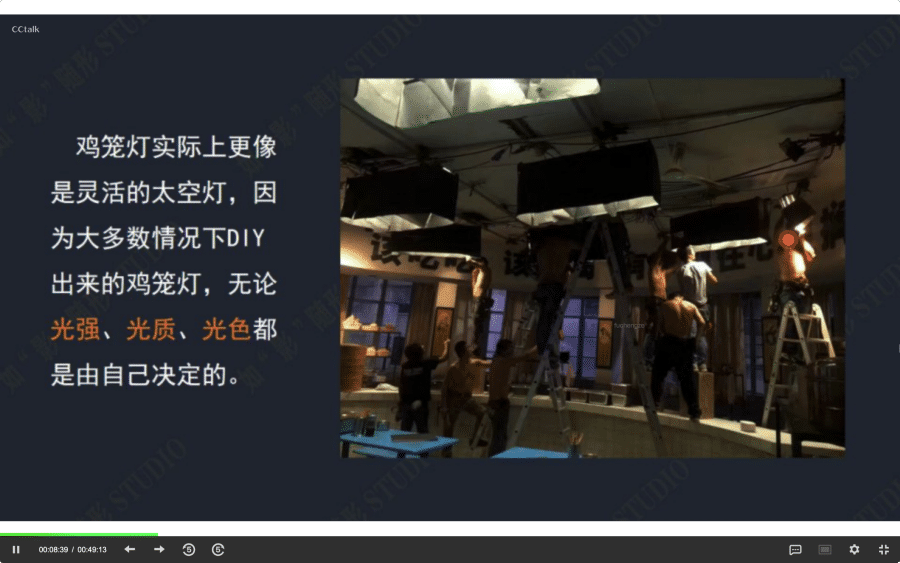 CCtalk
鸡笼灯实际上更像
是灵活的太空灯，因
为大多数情况下DIY
出来的鸡笼灯，无论
光强、光质、光色都
是由自己决定的。
00:08:39 / 00:49:13